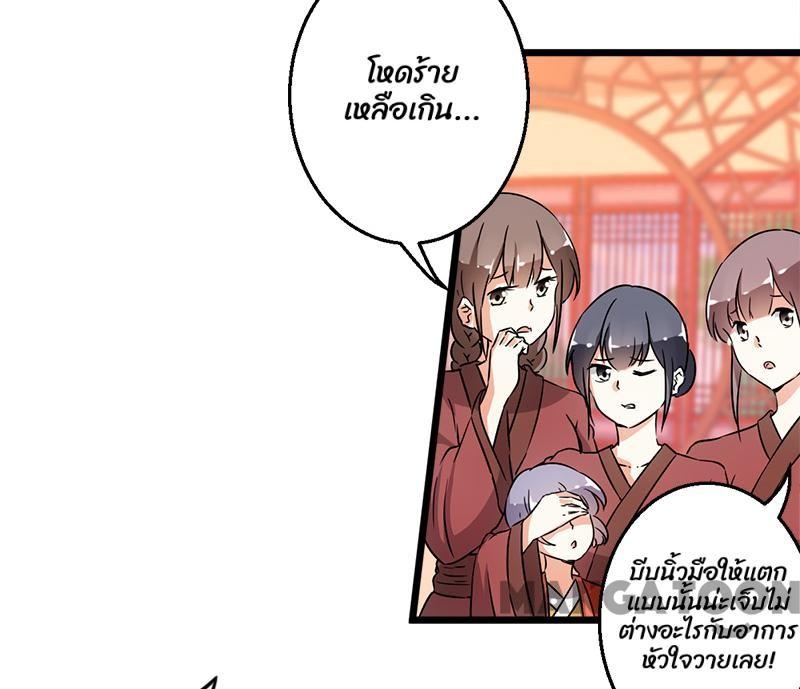 โหดร้าย
เหลือเกิน...
บีบนิ้วมือให้แตก
แบบนั้นน่ะเจ็บไม่
ต่างอะไรกับอาการ
หัวใจวายเลย!
MANGATOON